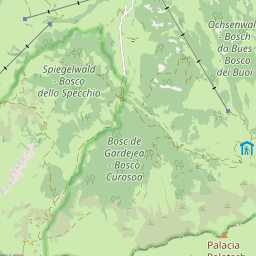 Ochsenwal
- Bosch
da Bues -
Bosco
dei Buoi
Spiegelwald
- Bosco
dello Specchio
Bosc de
Gardejea
- Bosco
Curosoa
Palacia